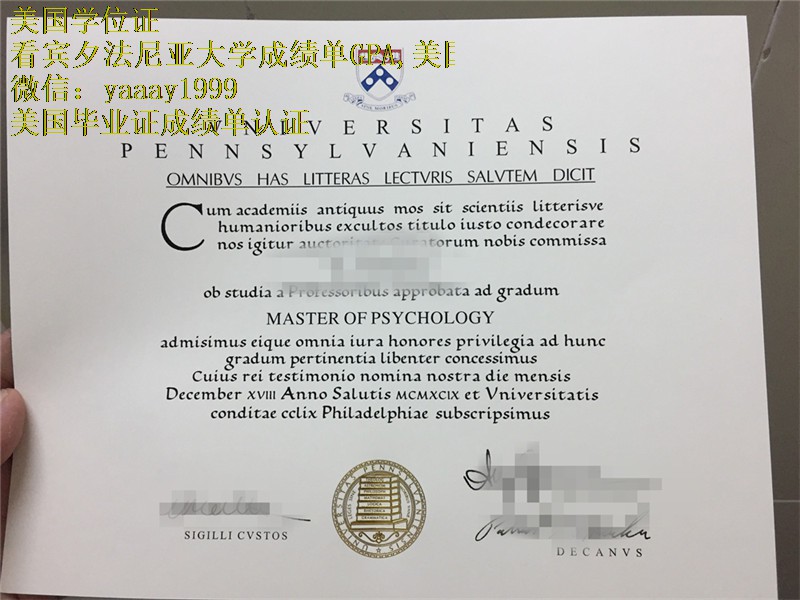 美国学位证
看宾夕法尼亚大学成绩单GPA, 美国
微信: yaaay1999
美国毕业证成绩单认证
VNIVERSITAS
PENNSYLVANIENSIS
OMNIBVS HAS LITTERAS LECTVRIS SALVTEM DICIT
Cum academiis antiquus mos sit scientiis litterisve
humanioribus excultos titulo iusto condecorare
nos igitur auctoritate Curatorum nobis commissa
ob studia a Professoribus approbata ad gradum
MASTER OF PSYCHOLOGY
admisimus eique omnia iura honores privilegia ad hunc
gradum pertinentia libenter concessimus
Cuius rei testimonio nomina nostra die mensis
December XVIII Anno Salutis MCMXCIX et Vniversitatis
conditae cclix Philadelphiae subscripsimus
SIGILLI CVSTOS
DECANVS